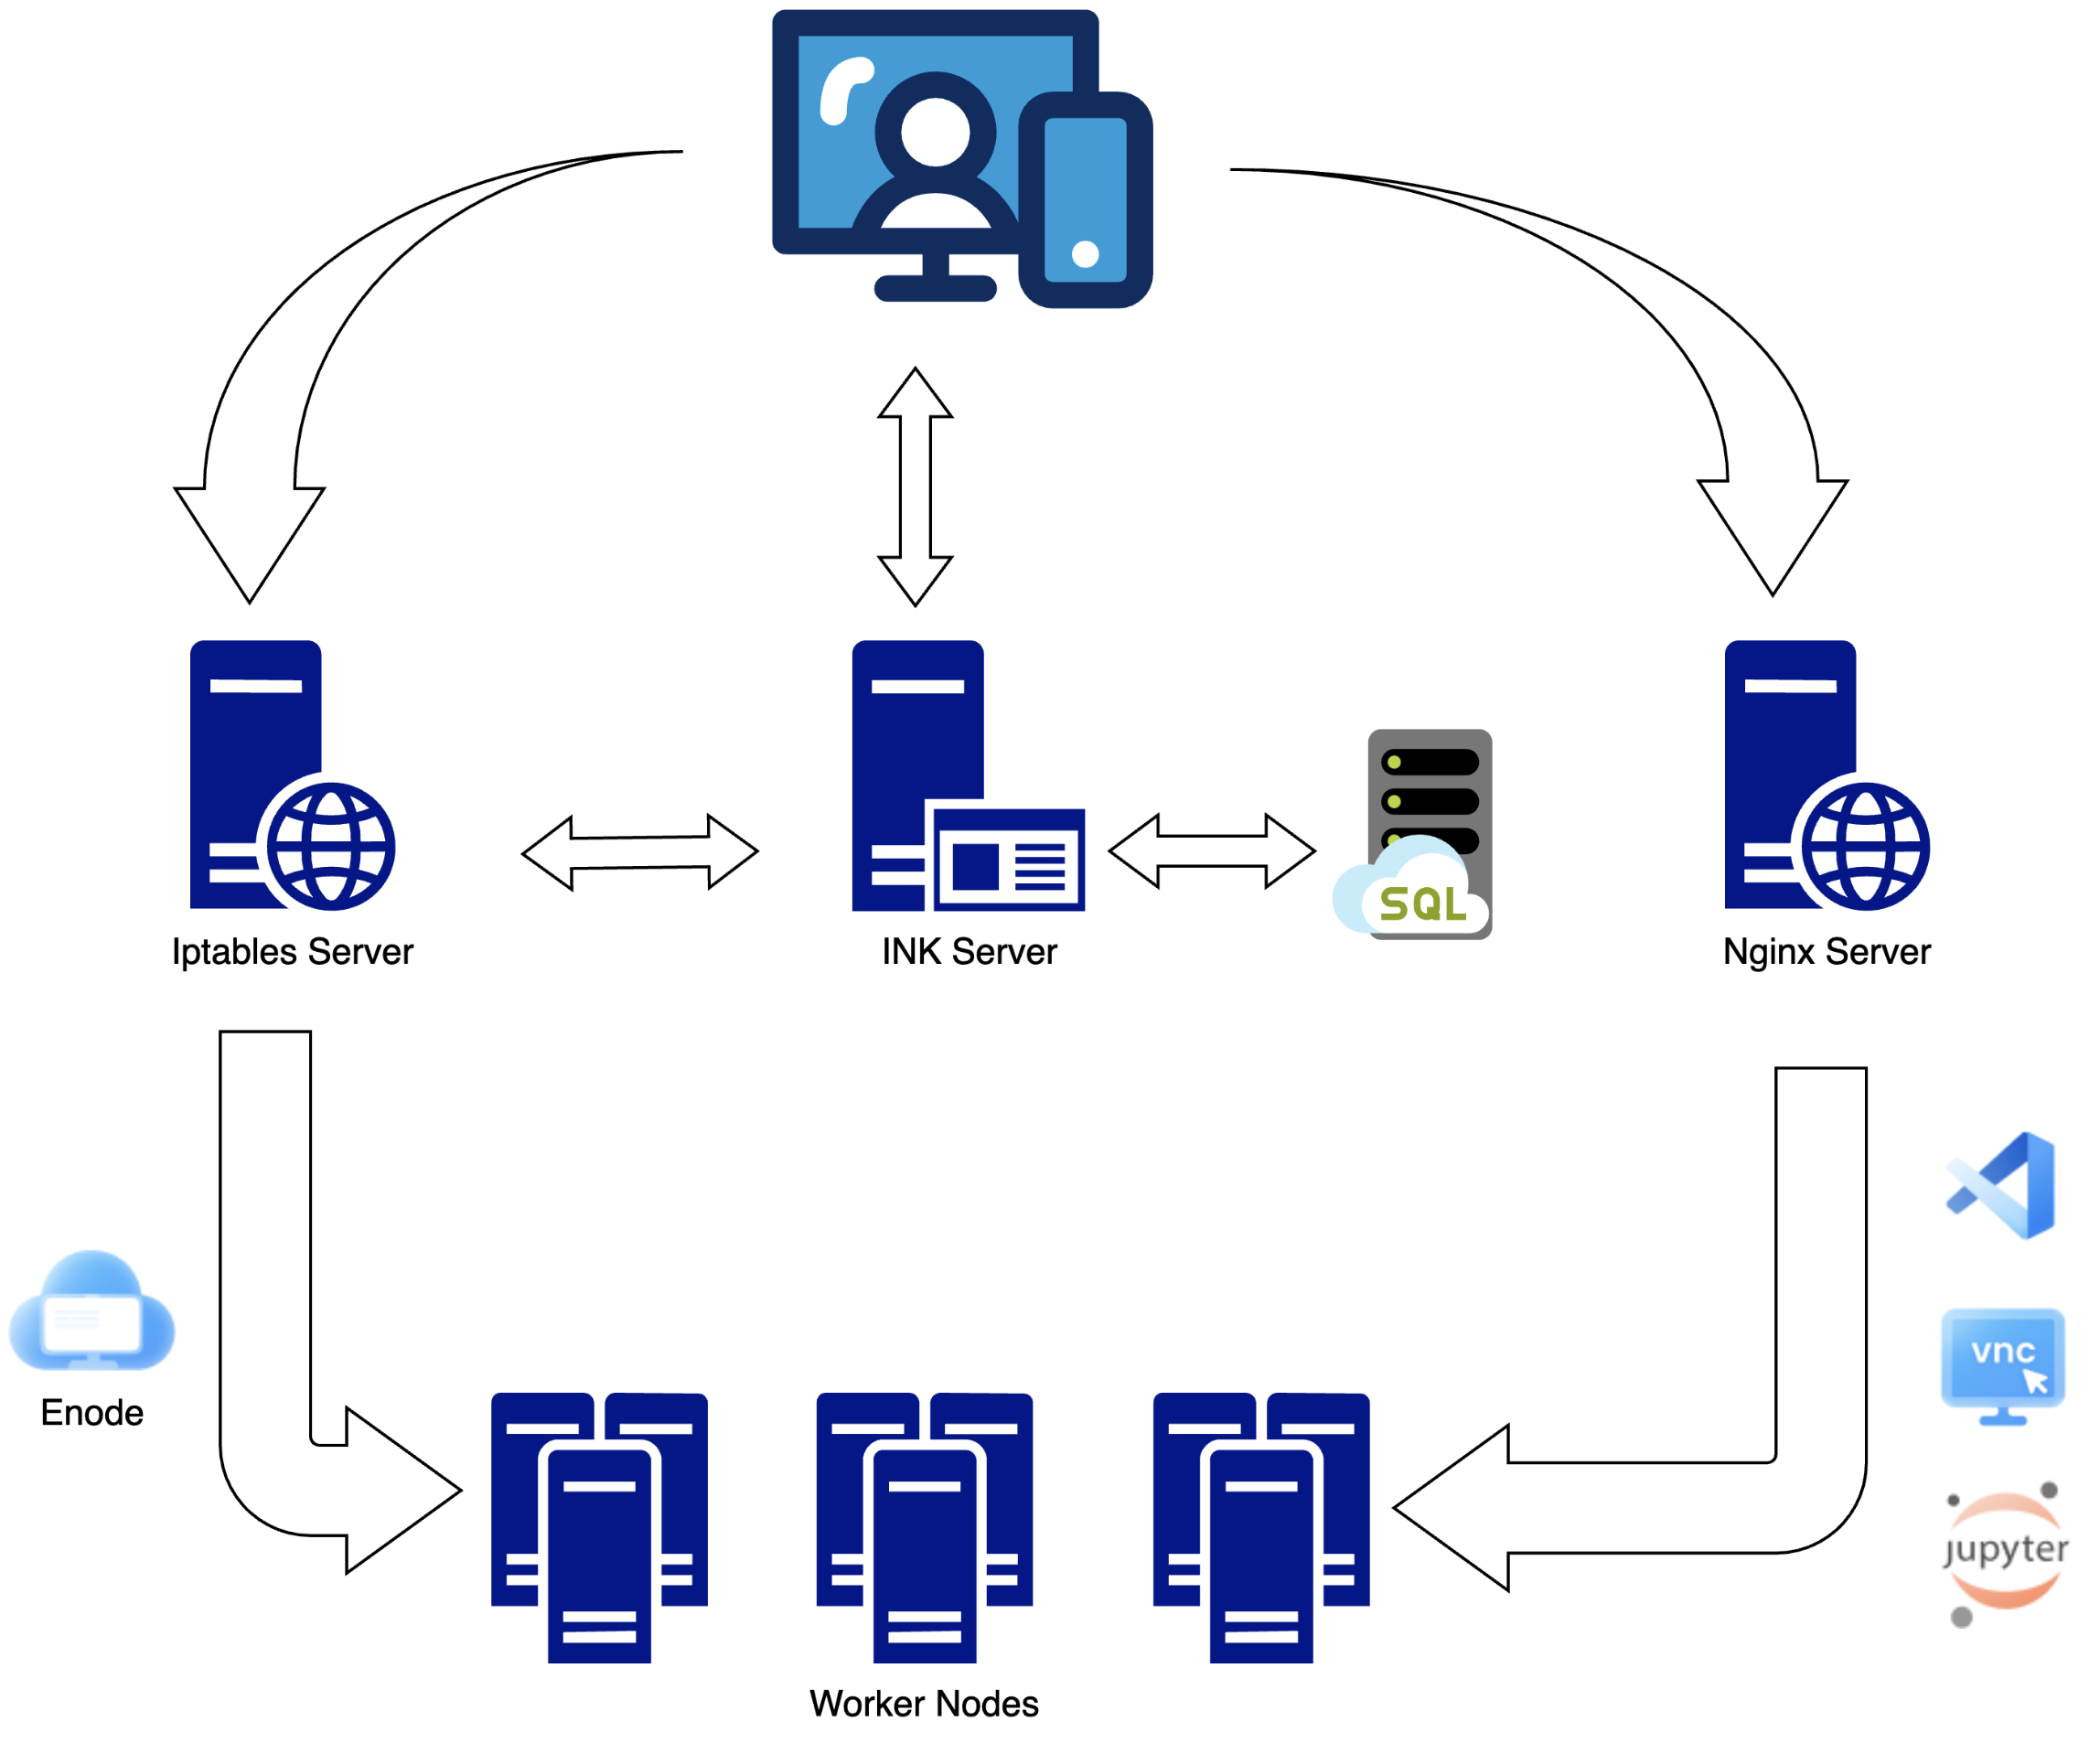 SQL
Iptables Server
INK Server
Nginx Server
vnc
Enode
jupyter
Worker Nodes